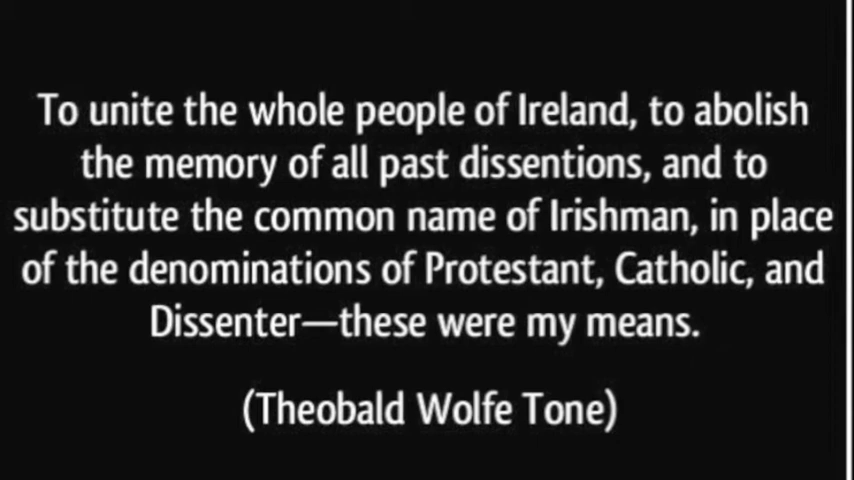 To unite the whole people of Ireland, to abolish
the memory of all past dissentions, and to
substitute the common name of Irishman, in place
of the denominations of Protestant, Catholic, and
Dissenter—these were my means.
(Theobald Wolfe Tone)